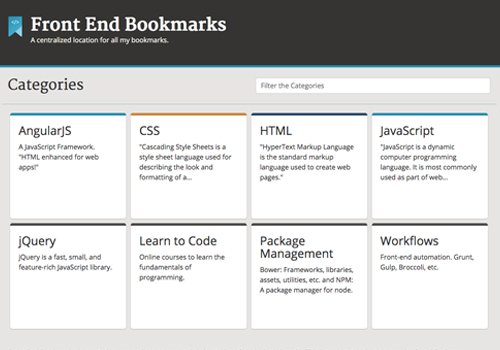 </>
Front End Bookmarks
A centralized location for all my bookmarks.
Categories
Filter the Categories
AngularJS
A JavaScript Framework.
"HTML enhanced for web
apps!"
CSS
"Cascading Style Sheets is a
style sheet language used for
describing the look and
formatting of a...
HTML
"HyperText Markup Language
is the standard markup
language used to create web
pages."
JavaScript
"JavaScript is a dynamic
computer programming
language. It is most commonly
used as part of web...
jQuery
jQuery is a fast, small, and
feature-rich JavaScript library.
Learn to Code
Online courses to learn the
fundamentals of
programming.
Package
Management
Bower: Frameworks, libraries,
assets, utilities, etc. and NPM:
A package manager for node.
Workflows
Front-end automation. Grunt,
Gulp, Broccoli, etc.